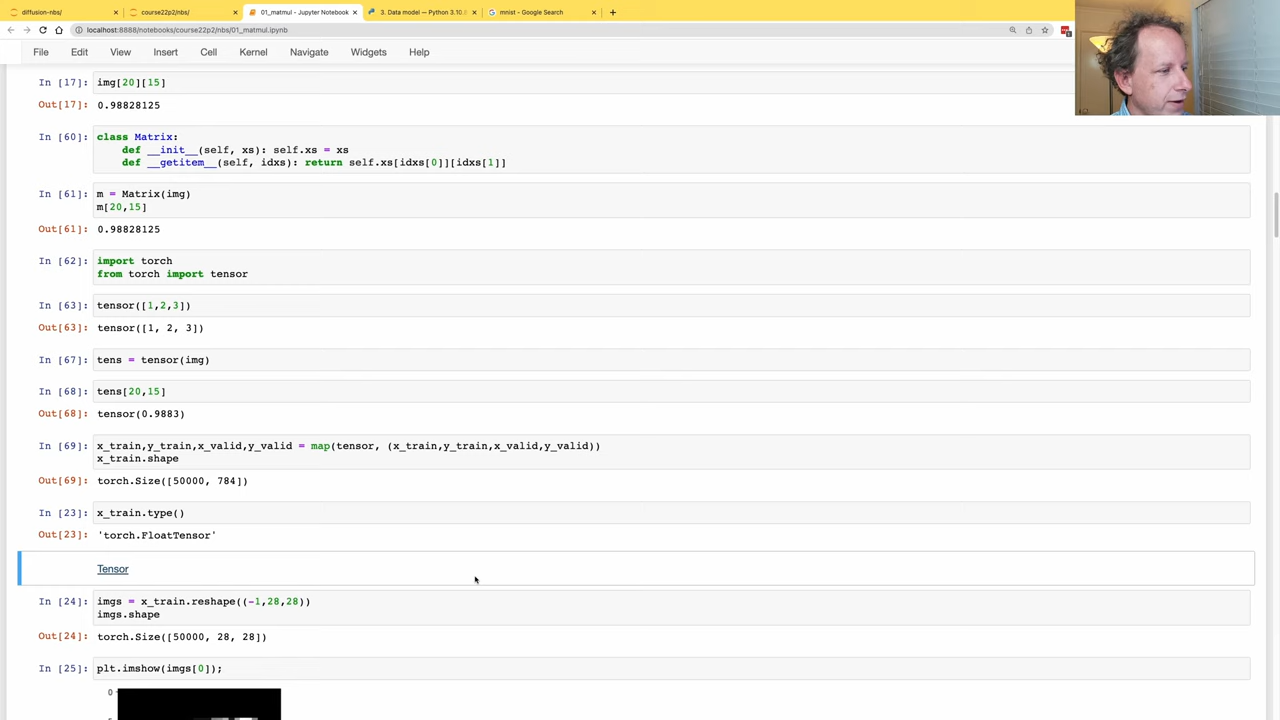 diffusion-nbs/
course22p2/nbs/
01_matmul - Jupyter Notebook
3. Data model — Python 3.10.
mnist - Google Search
localhost:8888/notebooks/course22p2/nbs/01_matmul.ipynb
File Edit View Insert Cell Kernel Navigate Widgets Help
In [17]: img[20][15]
Out[17]: 0.98828125
In [60]: class Matrix:
def __init__(self, xs): self.xs = xs
def __getitem__(self, idxs): return self.xs[idxs[0]][idxs[1]]
In [61]: m = Matrix(img)
m[20,15]
Out[61]: 0.98828125
In [62]: import torch
from torch import tensor
In [63]: tensor([1,2,3])
Out[63]: tensor([1, 2, 3])
In [67]: tens = tensor(img)
In [68]: tens[20,15]
Out[68]: tensor(0.9883)
In [69]: x_train,y_train,x_valid,y_valid = map(tensor, (x_train,y_train,x_valid,y_valid))
x_train.shape
Out[69]: torch.Size([50000, 784])
In [23]: x_train.type()
Out[23]: 'torch.FloatTensor'
Tensor
In [24]: imgs = x_train.reshape((-1,28,28))
imgs.shape
Out[24]: torch.Size([50000, 28, 28])
In [25]: plt.imshow(imgs[0]);
0